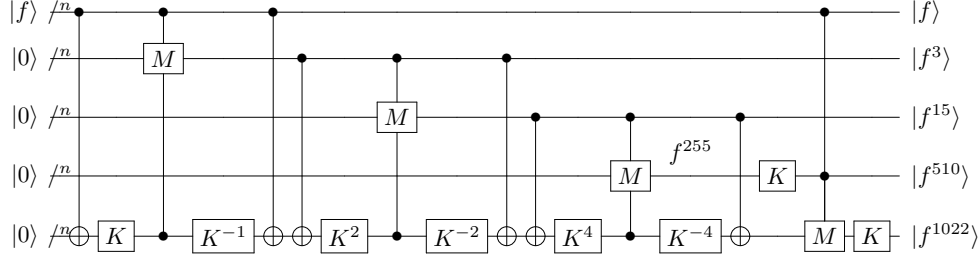 |f⟩ /ⁿ |f⟩
|0⟩ /ⁿ M |f³⟩
|0⟩ /ⁿ M |f¹⁵⟩
|0⟩ /ⁿ M f²⁵⁵ K |f⁵¹⁰⟩
|0⟩ /ⁿ K K⁻¹ K² K⁻² K⁴ K⁻⁴ M K |f¹⁰²²⟩